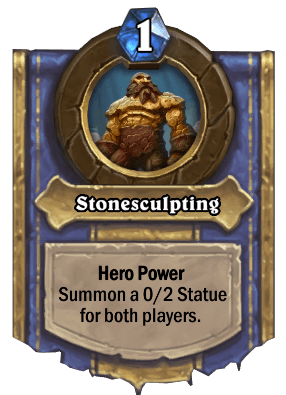 1
Stonesculpting
Hero Power
Summon a 0/2 Statue
for both players.